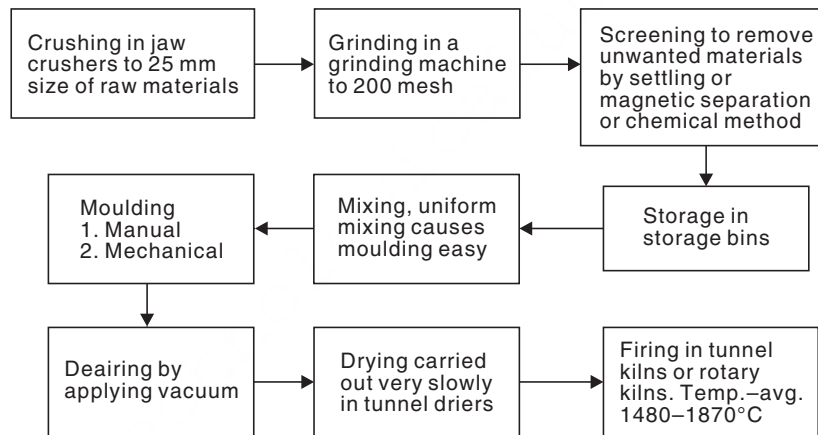 Crushing in jaw
crushers to 25 mm
size of raw materials
Grinding in a
grinding machine
to 200 mesh
Screening to remove
unwanted materials
by settling or
magnetic separation
or chemical method
Storage in
storage bins
Mixing, uniform
mixing causes
moulding easy
Moulding
1. Manual
2. Mechanical
Deairing by
applying vacuum
Drying carried
out very slowly
in tunnel driers
Firing in tunnel
kilns or rotary
kilns. Temp.–avg.
1480–1870°C